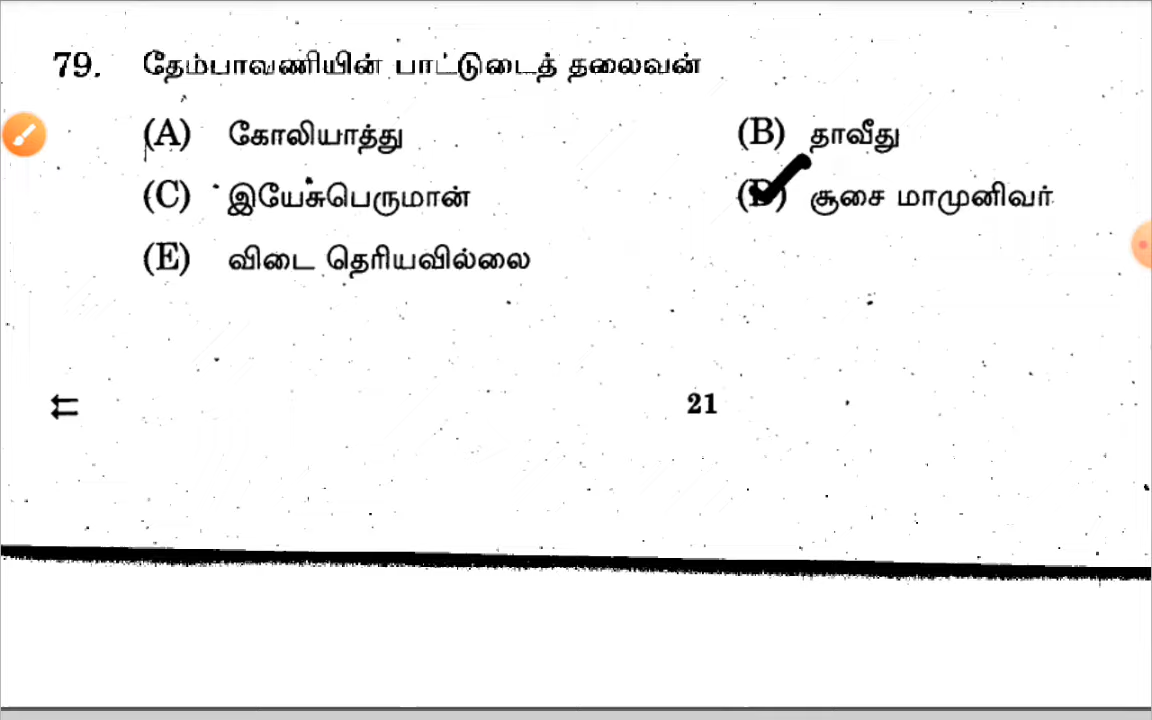 79. தேம்பாவணியின் பாட்டுடைத் தலைவன்
(A) கோலியாத்து (B) தாவீது
(C) இயேசுபெருமான் (D) சூசை மாமுனிவர்
(E) விடை தெரியவில்லை
21